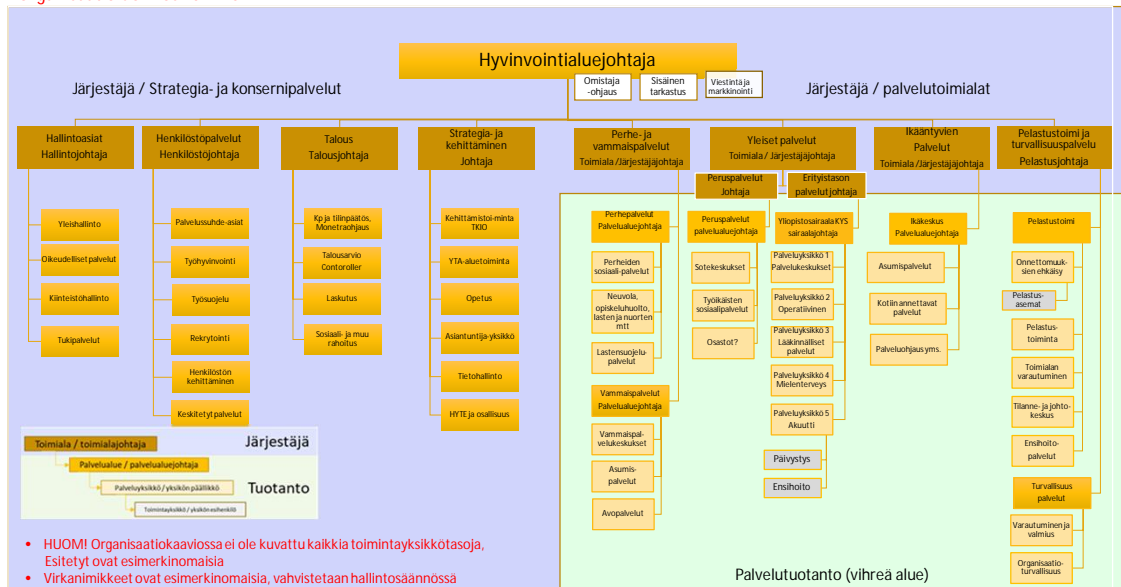 Hyvinvointialuejohtaja
Omistaja
-ohjaus
Sisäinen
tarkastus
Viestintä ja
markkinointi
Järjestäjä / Strategia- ja konsernipalvelut
Järjestäjä / palvelutoimialat
Hallintoasiat
Hallintojohtaja
Henkilöstöpalvelut
Henkilöstöjohtaja
Talous
Talousjohtaja
Strategia- ja
kehittäminen
Johtaja
Perhe- ja
vammaispalvelut
Toimiala /Järjestäjäjohtaja
Yleiset palvelut
Toimiala / Järjestäjäjohtaja
Ikääntyvien
Palvelut
Toimiala /Järjestäjäjohtaja
Pelastustoimi ja
turvallisuuspalvelu
Pelastusjohtaja
Peruspalvelut
Johtaja
Erityistason
palvelut johtaja
Yleishallinto
Oikeudelliset palvelut
Kiinteistöhallinto
Tukipalvelut
Palvelussuhde-asiat
Työhyvinvointi
Työsuojelu
Rekrytointi
Henkilöstön
kehittäminen
Keskitetyt palvelut
Kp ja tilinpäätös,
Monetraohjaus
Talousarvio
Contoroller
Laskutus
Sosiaali- ja muu
rahoitus
Kehittämistoi-minta
TKIO
YTA-aluetoiminta
Opetus
Asiantuntija-yksikkö
Tietohallinto
HYTE ja osallisuus
Perhepalvelut
Palvelualuejohtaja
Perheiden
sosiaali-palvelut
Neuvola,
opiskeluhuolto,
lasten ja nuorten
mtt
Lastensuojelu-
palvelut
Vammaispalvelut
Palvelualuejohtaja
Vammaispal-
velukeskukset
Asumis-
palvelut
Avopalvelut
Peruspalvelut
palvelualuejohtaja
Sotekeskukset
Työikäisten
sosiaalipalvelut
Osastot?
Yliopistosairaala KYS
sairaalajohtaja
Palveluyksikkö 1
Palvelukeskukset
Palveluyksikkö 2
Operatiivinen
Palveluyksikkö 3
Lääkinnälliset
palvelut
Palveluyksikkö 4
Mielenterveys
Palveluyksikkö 5
Akuutti
Päivystys
Ensihoito
Ikäkeskus
Palvelualuejohtaja
Asumispalvelut
Kotiin annettavat
palvelut
Palveluohjaus yms.
Pelastustoimi
Onnettomuuk-
sien ehkäisy
Pelastus-
asemat
Pelastus-
toiminta
Toimialan
varautuminen
Tilanne- ja johto-
keskus
Ensihoito-
palvelut
Turvallisuus
palvelut
Varautuminen ja
valmius
Organisaatio-
turvallisuus
Toimiala / toimialajohtaja
Järjestäjä
Palvelualue / palvelualuejohtaja
Palveluyksikkö / yksikön päällikkö
Tuotanto
Toimintayksikkö / yksikön esihenkilö
• HUOM! Organisaatiokaaviossa ei ole kuvattu kaikkia toimintayksikkötasoja,
Esitetyt ovat esimerkinomaisia
• Virkanimikkeet ovat esimerkinomaisia, vahvistetaan hallintosäännössä
Palvelutuotanto (vihreä alue)